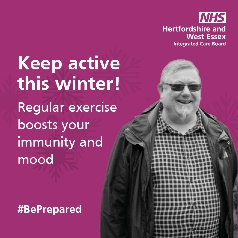 NHS
Hertfordshire and
West Essex
Integrated Care Board
Keep active
this winter!
Regular exercise
boosts your
immunity and
mood
#BePrepared